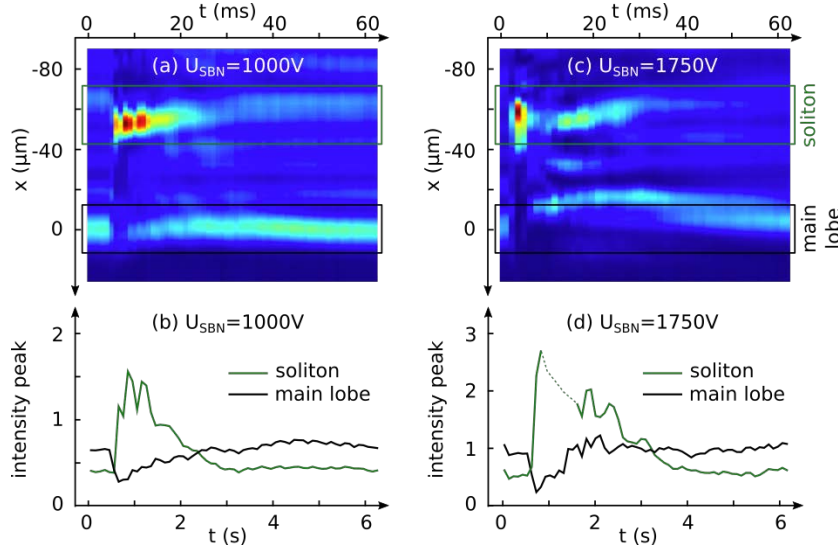 t (ms)
0 20 40 60
(a) U_SBN=1000V
x (μm)
-80
-40
0
t (ms)
0 20 40 60
(c) U_SBN=1750V
x (μm)
-80
-40
0
soliton
main
lobe
(b) U_SBN=1000V
soliton
main lobe
intensity peak
2
1
0
0 2 4 6
t (s)
(d) U_SBN=1750V
soliton
main lobe
intensity peak
3
2
1
0
0 2 4 6
t (s)